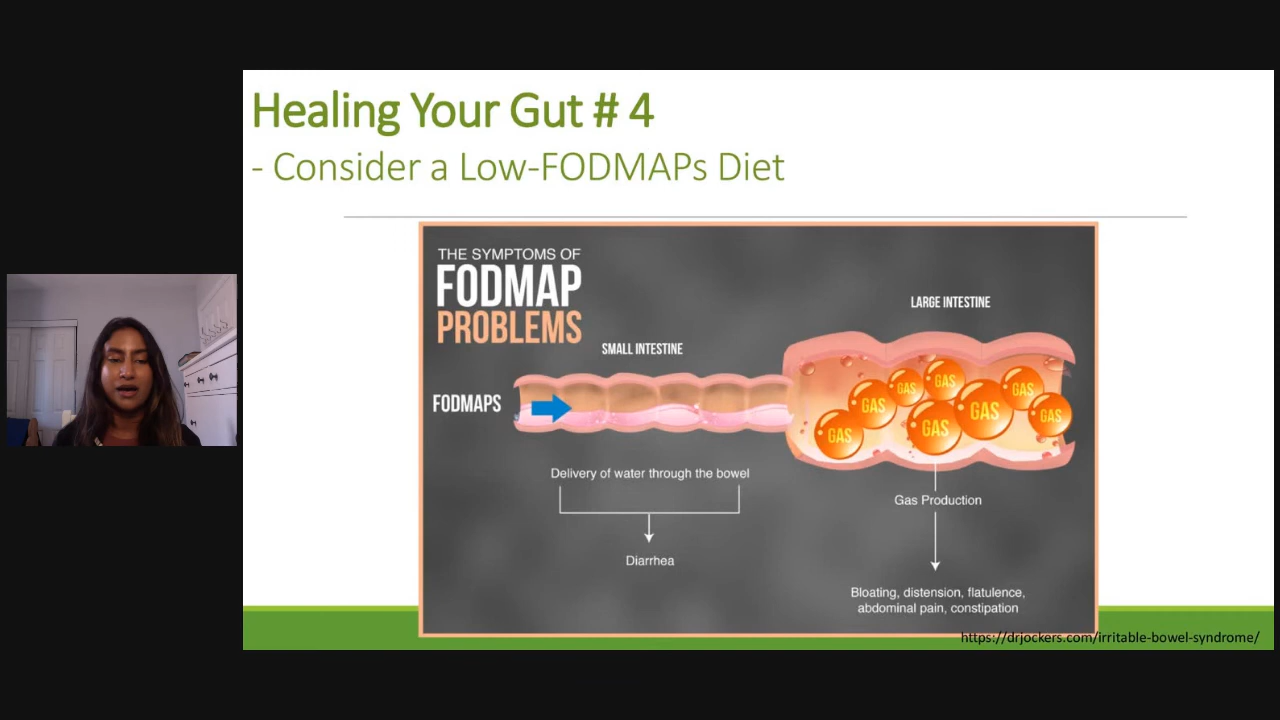 Healing Your Gut # 4
- Consider a Low-FODMAPs Diet
THE SYMPTOMS OF
FODMAP
PROBLEMS
LARGE INTESTINE
SMALL INTESTINE
FODMAPS
GAS
GAS
GAS
GAS
GAS
GAS
GAS
GAS
Delivery of water through the bowel
Diarrhea
Gas Production
Bloating, distension, flatulence,
abdominal pain, constipation
https://drjockers.com/irritable-bowel-syndrome/